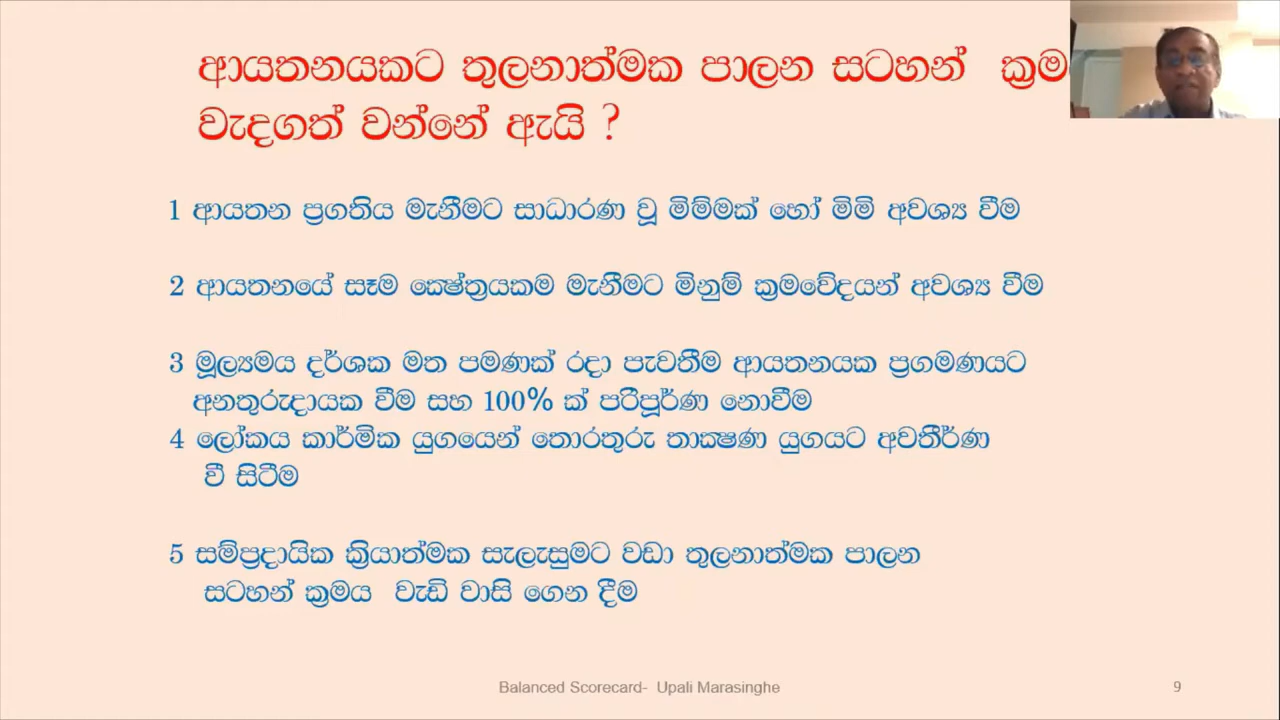 ආයතනයකට තුලනාත්මක පාලන සටහන් ක්‍රම
වැදගත් වන්නේ ඇයි ?
1 ආයතන ප්‍රගතිය මැනීමට සාධාරණ වූ මිම්මක් හෝ මිමි අවශ්‍ය වීම
2 ආයතනයේ සෑම ක්‍ෂේත්‍රයකම මැනීමට මිනුම් ක්‍රමවේදයන් අවශ්‍ය වීම
3 මූල්‍යමය දර්ශක මත පමණක් රඳා පැවතීම ආයතනයක ප්‍රගමණයට
අනතුරුදායක වීම සහ 100% ක් පරිපූර්ණ නොවීම
4 ලෝකය කාර්මික යුගයෙන් තොරතුරු තාක්‍ෂණ යුගයට අවතීර්ණ
වී සිටීම
5 සම්ප්‍රදායික ක්‍රියාත්මක සැලැසුමට වඩා තුලනාත්මක පාලන
සටහන් ක්‍රමය වැඩි වාසි ගෙන දීම
Balanced Scorecard- Upali Marasinghe
9